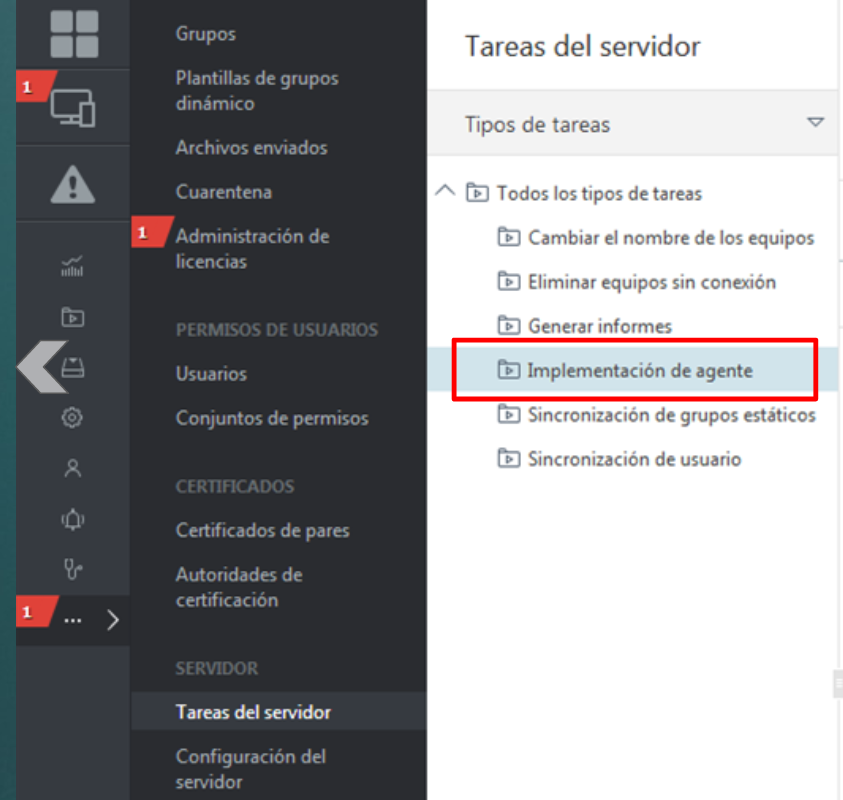 1
1
...
Grupos
Plantillas de grupos
dinámico
Archivos enviados
Cuarentena
1
Administración de
licencias
PERMISOS DE USUARIOS
Usuarios
Conjuntos de permisos
CERTIFICADOS
Certificados de pares
Autoridades de
certificación
SERVIDOR
Tareas del servidor
Configuración del
servidor
Tareas del servidor
Tipos de tareas
Todos los tipos de tareas
Cambiar el nombre de los equipos
Eliminar equipos sin conexión
Generar informes
Implementación de agente
Sincronización de grupos estáticos
Sincronización de usuario